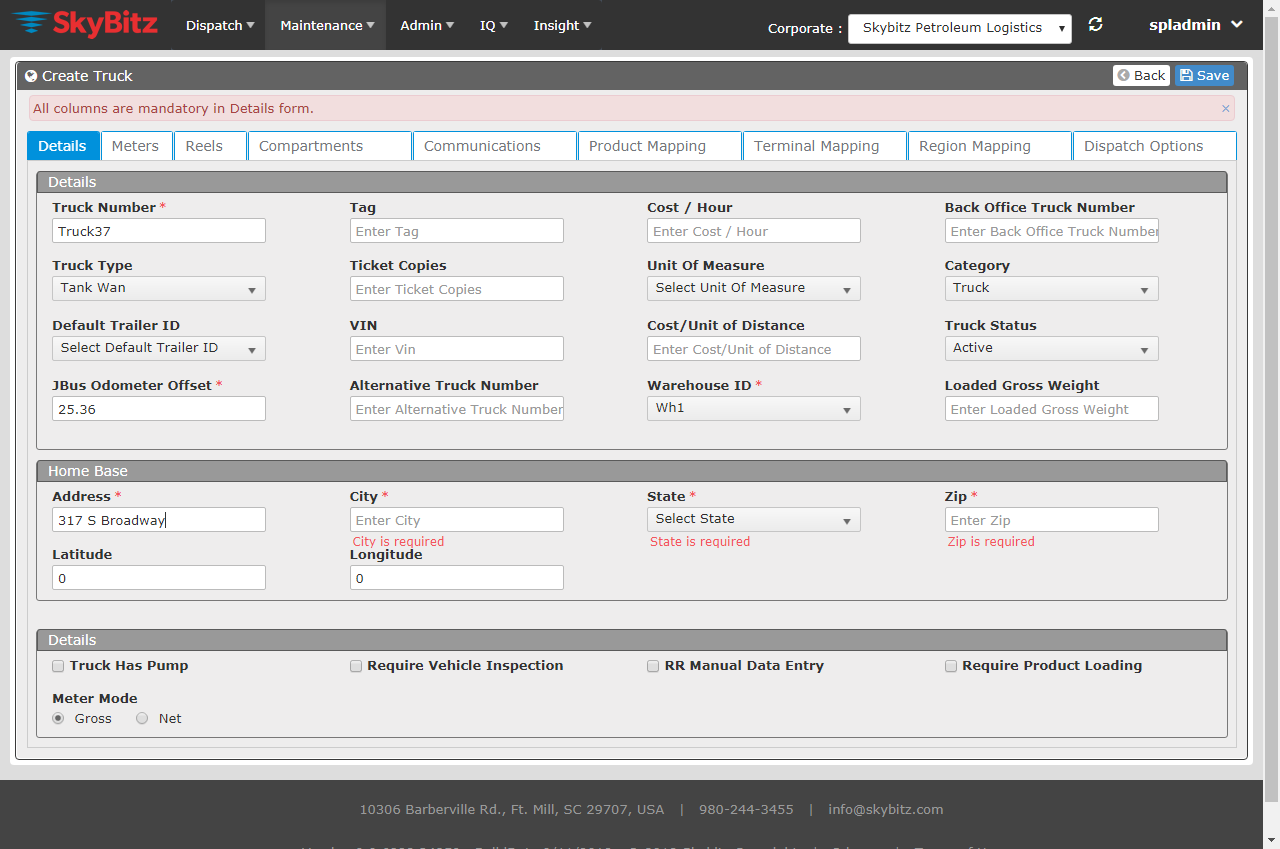 SkyBitz Dispatch Maintenance Admin IQ Insight Corporate : Skybitz Petroleum Logistics spladmin
Create Truck Back Save
All columns are mandatory in Details form. ×
Details Meters Reels Compartments Communications Product Mapping Terminal Mapping Region Mapping Dispatch Options
Details
Truck Number * Tag Cost / Hour Back Office Truck Number
Truck37 Enter Tag Enter Cost / Hour Enter Back Office Truck Number
Truck Type Ticket Copies Unit Of Measure Category
Tank Wan Enter Ticket Copies Select Unit Of Measure Truck
Default Trailer ID VIN Cost/Unit of Distance Truck Status
Select Default Trailer ID Enter Vin Enter Cost/Unit of Distance Active
JBus Odometer Offset * Alternative Truck Number Warehouse ID * Loaded Gross Weight
25.36 Enter Alternative Truck Number Wh1 Enter Loaded Gross Weight
Home Base
Address * City * State * Zip *
317 S Broadway Enter City Select State Enter Zip
City is required State is required Zip is required
Latitude Longitude
0 0
Details
Truck Has Pump Require Vehicle Inspection RR Manual Data Entry Require Product Loading
Meter Mode
Gross Net
10306 Barberville Rd., Ft. Mill, SC 29707, USA | 980-244-3455 | info@skybitz.com